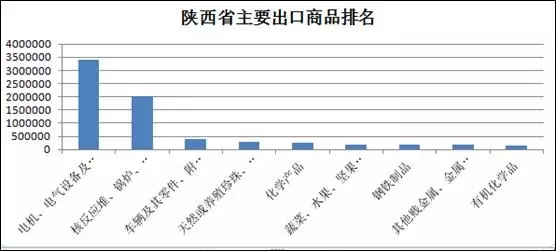 陕西省主要出口商品排名
4000000
3500000
3000000
2500000
2000000
1500000
1000000
500000
0
电机、电气设备及..
核反应堆、锅炉、..
车辆及其零件、附..
天然或养殖珍珠、..
化学产品
蔬菜、水果、坚果..
钢铁制品
其他贱金属、金属..
有机化学品